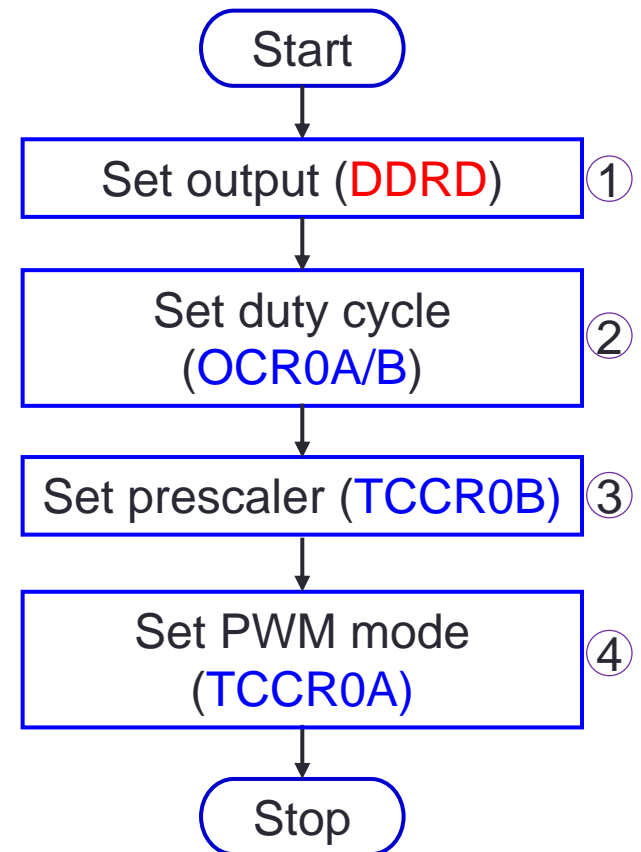 Start
Set output (DDRD)
①
Set duty cycle
(OCR0A/B)
②
Set prescaler (TCCR0B)
③
Set PWM mode
(TCCR0A)
④
Stop